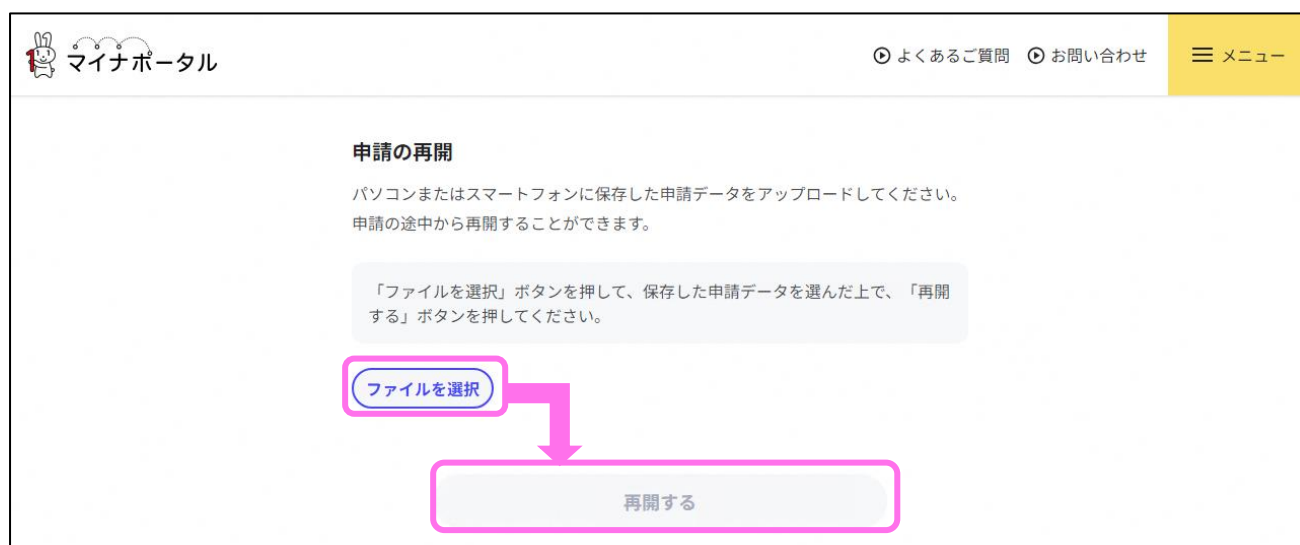 マイナポータル
よくあるご質問 お問い合わせ メニュー
申請の再開
パソコンまたはスマートフォンに保存した申請データをアップロードしてください。
申請の途中から再開することができます。
「ファイルを選択」ボタンを押して、保存した申請データを選んだ上で、「再開
する」ボタンを押してください。
ファイルを選択
再開する